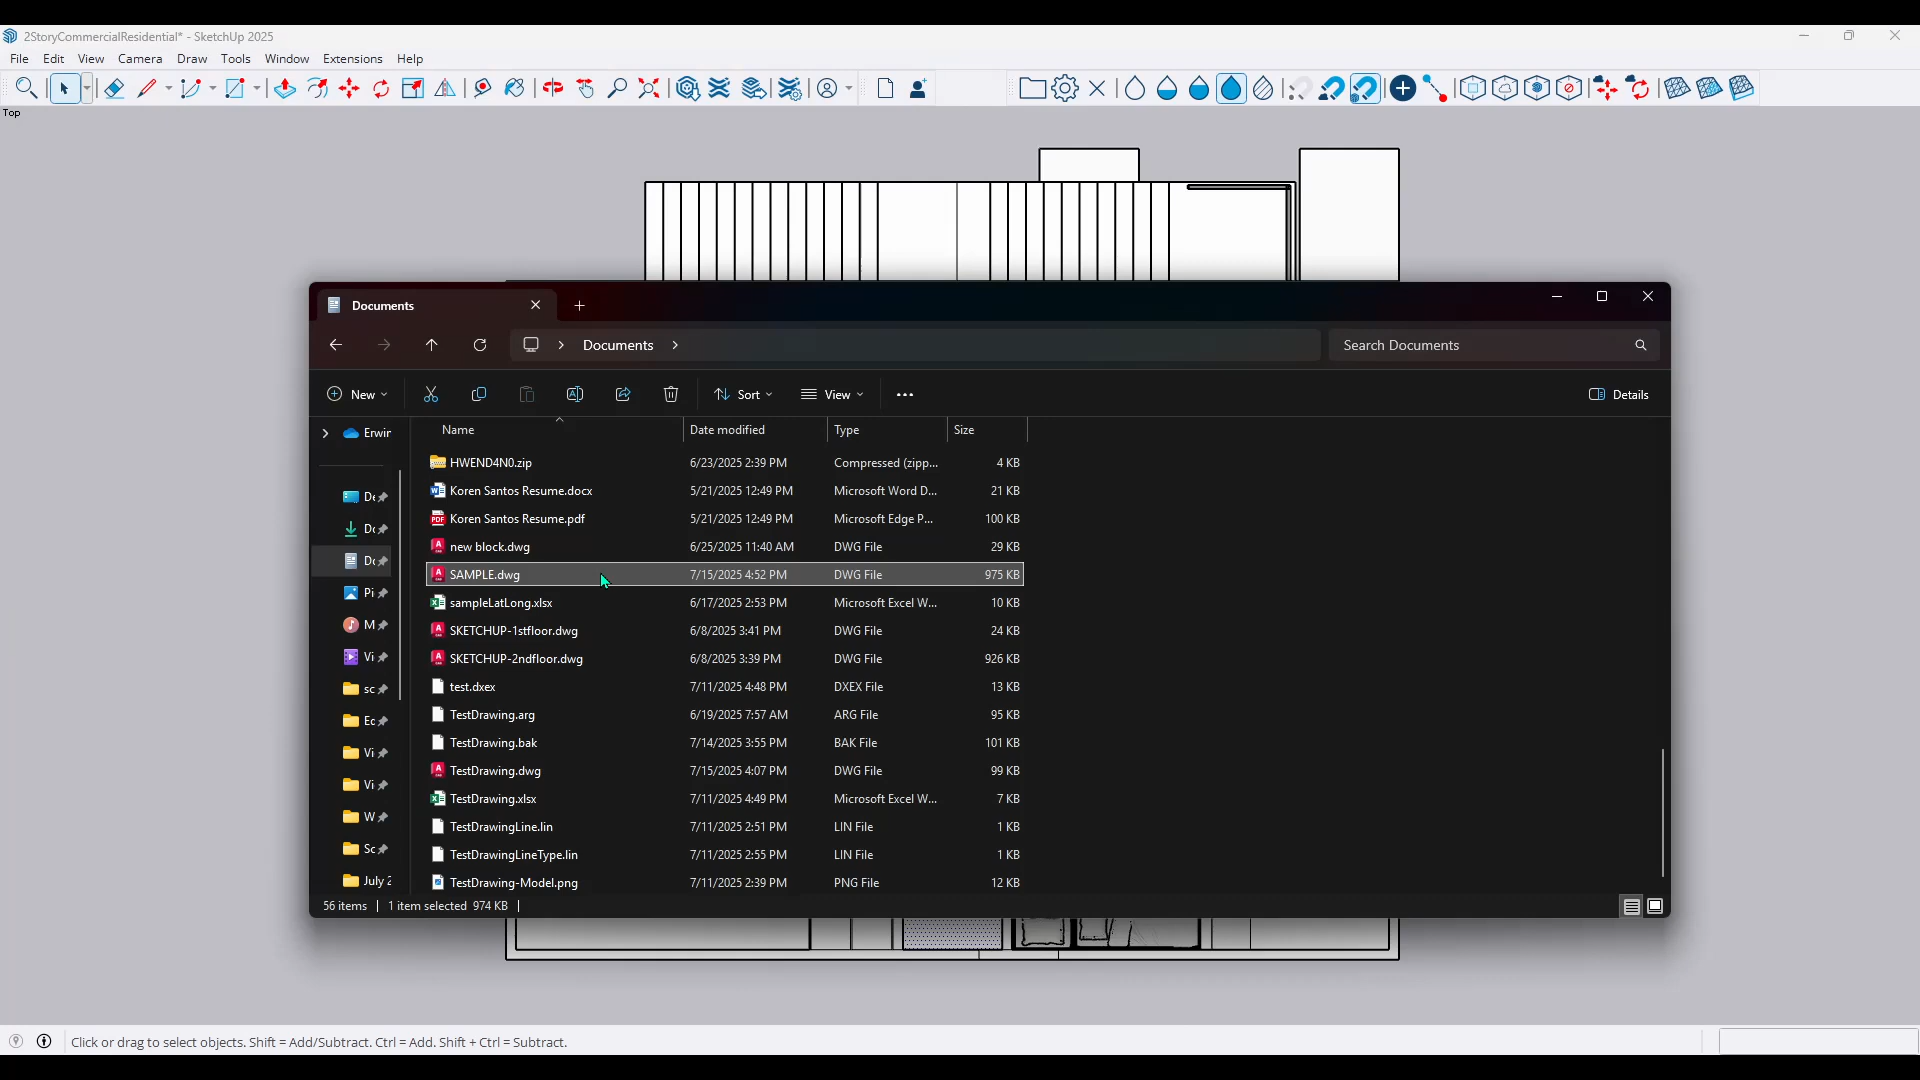 2StoryCommercialResidential* - SketchUp 2025
File Edit View Camera Draw Tools Window Extensions Help
Top
Documents
Documents
Search Documents
New Sort View Details
Erwin
Name Date modified Type Size
HWEND4N0.zip 6/23/2025 2:39 PM Compressed (zipp... 4 KB
Koren Santos Resume.docx 5/21/2025 12:49 PM Microsoft Word D... 21 KB
De
Koren Santos Resume.pdf 5/21/2025 12:49 PM Microsoft Edge P... 100 KB
Dc
new block.dwg 6/25/2025 11:40 AM DWG File 29 KB
Dc
SAMPLE.dwg 7/15/2025 4:52 PM DWG File 975 KB
Pi
sampleLatLong.xlsx 6/17/2025 2:53 PM Microsoft Excel W... 10 KB
M
SKETCHUP-1stfloor.dwg 6/8/2025 3:41 PM DWG File 24 KB
Vi
SKETCHUP-2ndfloor.dwg 6/8/2025 3:39 PM DWG File 926 KB
sc
test.dxex 7/11/2025 4:48 PM DXEX File 13 KB
Ec
TestDrawing.arg 6/19/2025 7:57 AM ARG File 95 KB
Vi
TestDrawing.bak 7/14/2025 3:55 PM BAK File 101 KB
Vi
TestDrawing.dwg 7/15/2025 4:07 PM DWG File 99 KB
TestDrawing.xlsx 7/11/2025 4:49 PM Microsoft Excel W... 7 KB
W
TestDrawingLine.lin 7/11/2025 2:51 PM LIN File 1 KB
Sc
TestDrawingLineType.lin 7/11/2025 2:55 PM LIN File 1 KB
July 2
TestDrawing-Model.png 7/11/2025 2:39 PM PNG File 12 KB
56 items 1 item selected 974 KB
Click or drag to select objects. Shift = Add/Subtract. Ctrl = Add. Shift + Ctrl = Subtract.